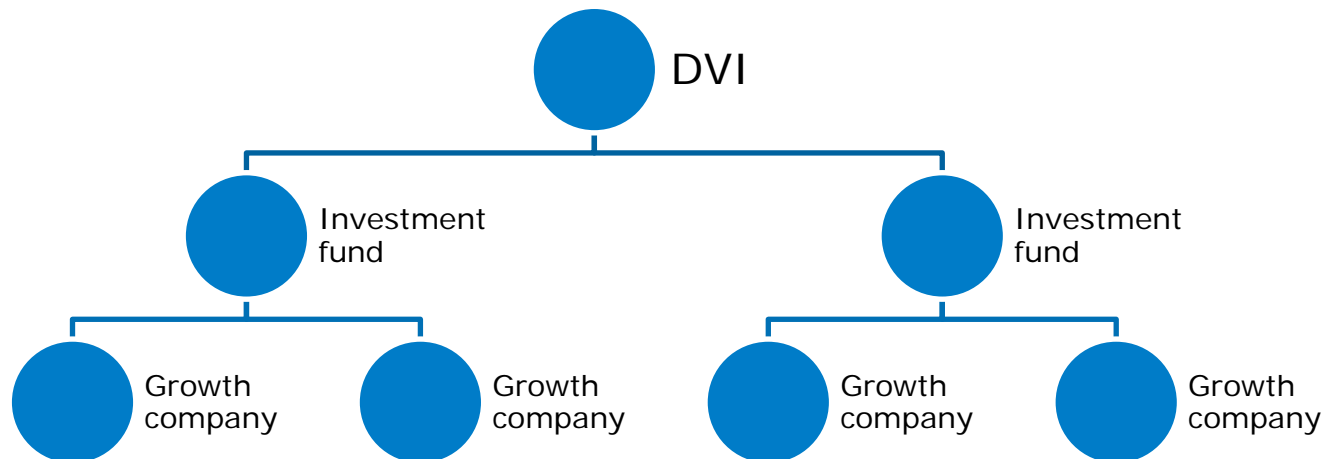 DVI
Investment
fund
Investment
fund
Growth
company
Growth
company
Growth
company
Growth
company